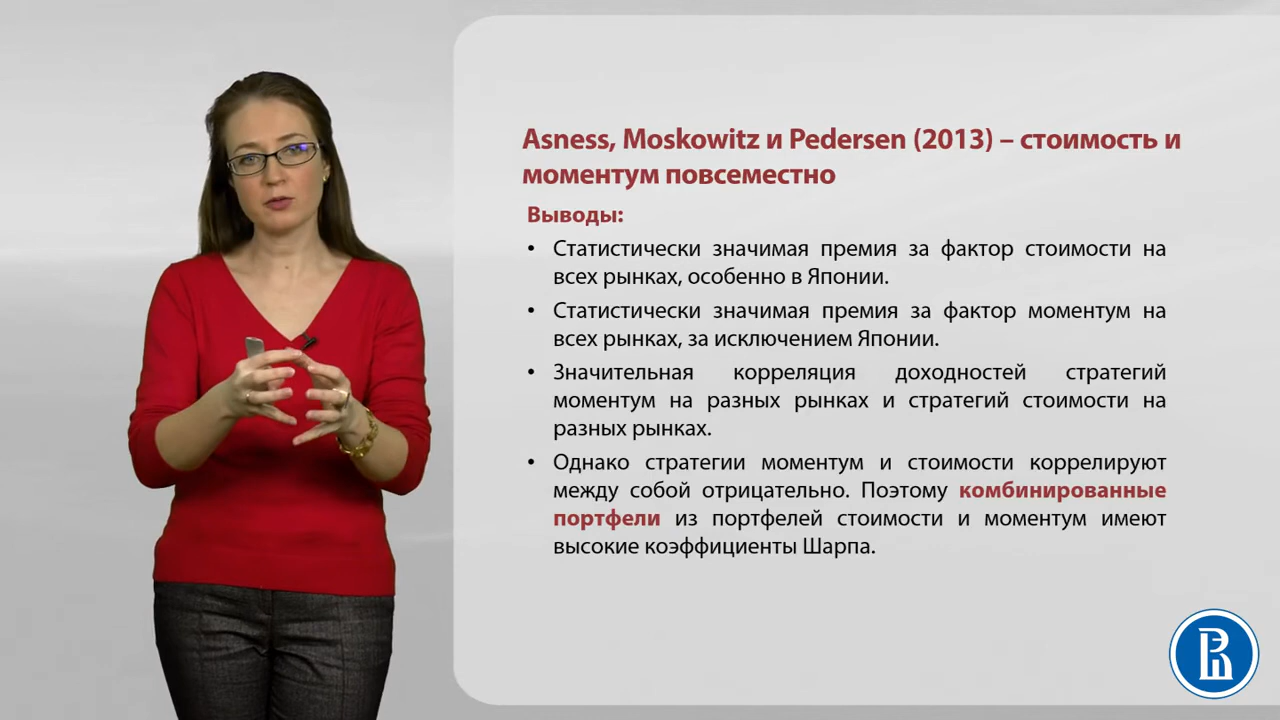 Asness, Moskowitz и Pedersen (2013) – стоимость и
моментум повсеместно
Выводы:
• Статистически значимая премия за фактор стоимости на
всех рынках, особенно в Японии.
• Статистически значимая премия за фактор моментум на
всех рынках, за исключением Японии.
• Значительная корреляция доходностей стратегий
моментум на разных рынках и стратегий стоимости на
разных рынках.
• Однако стратегии моментум и стоимости коррелируют
между собой отрицательно. Поэтому комбинированные
портфели из портфелей стоимости и моментум имеют
высокие коэффициенты Шарпа.